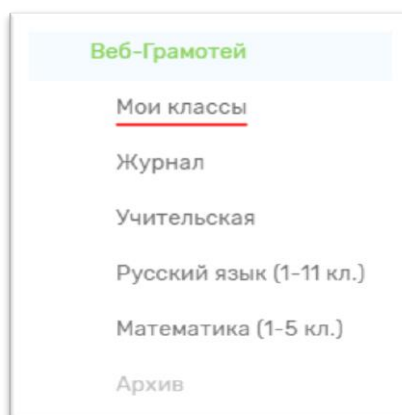 Веб-Грамотей
Мои классы
Журнал
Учительская
Русский язык (1-11 кл.)
Математика (1-5 кл.)
Архив